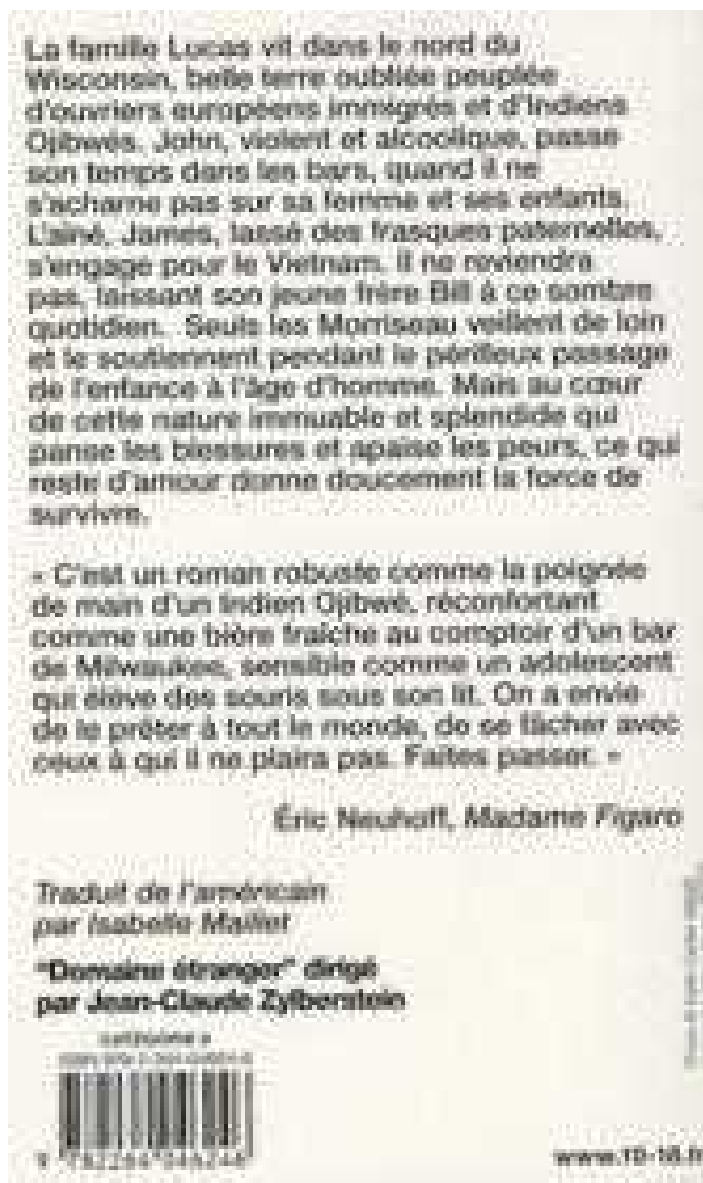 La famille Lucas vit dans le nord du
Wisconsin, belle terre oubliée peuplée
d'ouvriers européens immigrés et d'Indiens
Ojibwés. John, violent et alcoolique, passe
son temps dans les bars, quand il ne
s'acharne pas sur sa femme et ses enfants.
L'aîné, James, lassé des frasques paternelles,
s'engage pour le Vietnam. Il ne reviendra
pas, laissant son jeune frère Bill à ce sombre
quotidien. Seuls les Morriseau veillent de loin
et le soutiennent pendant le périlleux passage
de l'enfance à l'âge d'homme. Mais au cœur
de cette nature immuable et splendide qui
panse les blessures et apaise les peurs, ce qui
reste d'amour donne doucement la force de
survivre.
« C'est un roman robuste comme la poignée
de main d'un Indien Ojibwé, réconfortant
comme une bière fraîche au comptoir d'un bar
de Milwaukee, sensible comme un adolescent
qui élève des souris sous son lit. On a envie
de le prêter à tout le monde, de se fâcher avec
ceux à qui il ne plaira pas. Faites passer. »
Éric Neuhoff, Madame Figaro
Traduit de l'américain
par Isabelle Maillet
"Domaine étranger" dirigé
par Jean-Claude Zylberstein
www.10-18.fr